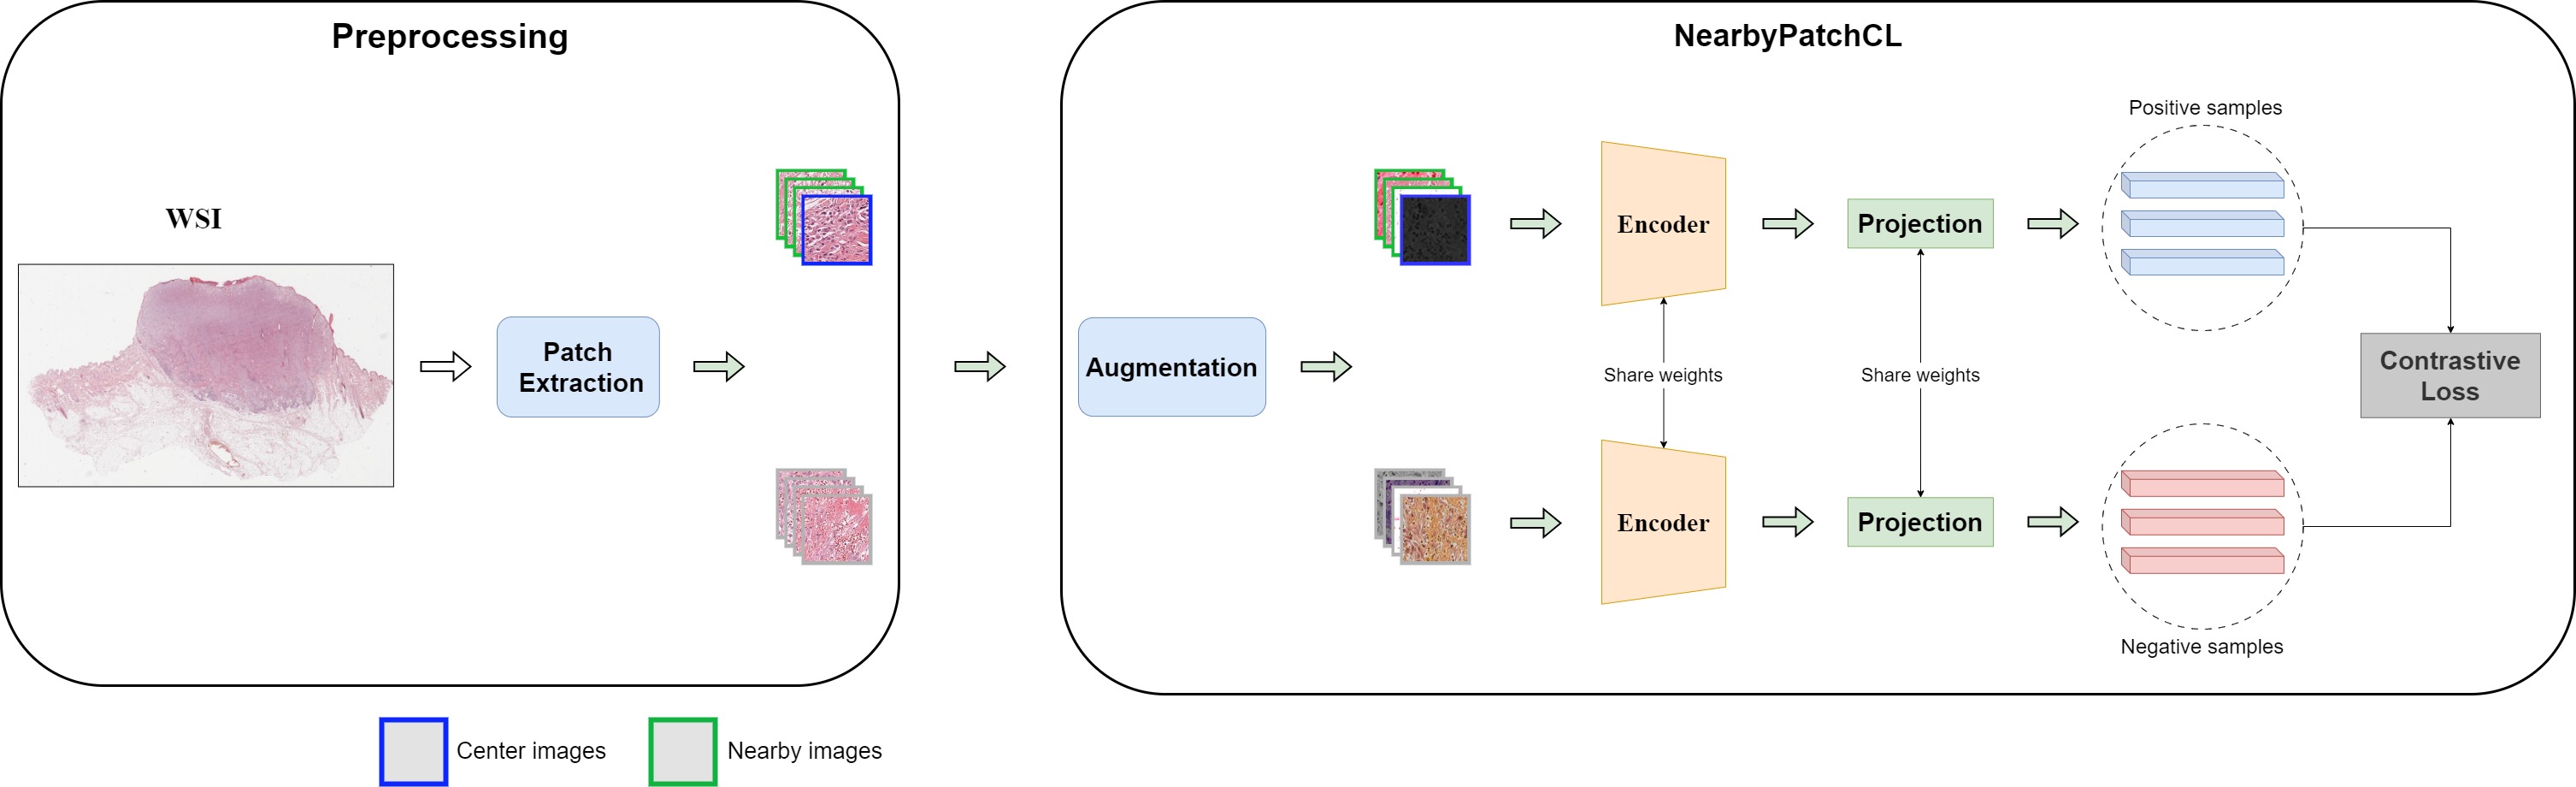 Preprocessing
WSI
Patch
Extraction
NearbyPatchCL
Augmentation
Encoder
Projection
Positive samples
Share weights
Share weights
Contrastive
Loss
Encoder
Projection
Negative samples
Center images
Nearby images